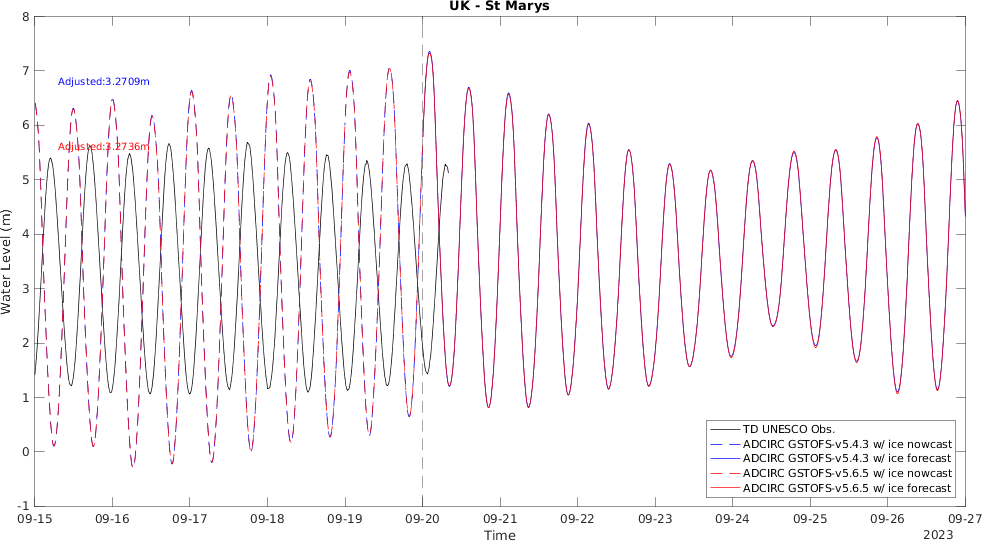 UK - St Marys
8
7
6
5
4
3
2
1
0
-1
Water Level (m)
Adjusted:3.2709m
Adjusted:3.2736m
TD UNESCO Obs.
ADCIRC GSTOFS-v5.4.3 w/ ice nowcast
ADCIRC GSTOFS-v5.4.3 w/ ice forecast
ADCIRC GSTOFS-v5.6.5 w/ ice nowcast
ADCIRC GSTOFS-v5.6.5 w/ ice forecast
09-15 09-16 09-17 09-18 09-19 09-20 09-21 09-22 09-23 09-24 09-25 09-26 09-27
Time
2023